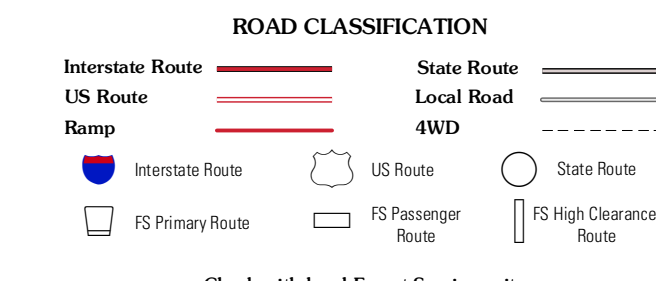 ROAD CLASSIFICATION
Interstate Route State Route
US Route Local Road
Ramp 4WD
Interstate Route US Route State Route
FS Primary Route FS Passenger Route FS High Clearance Route